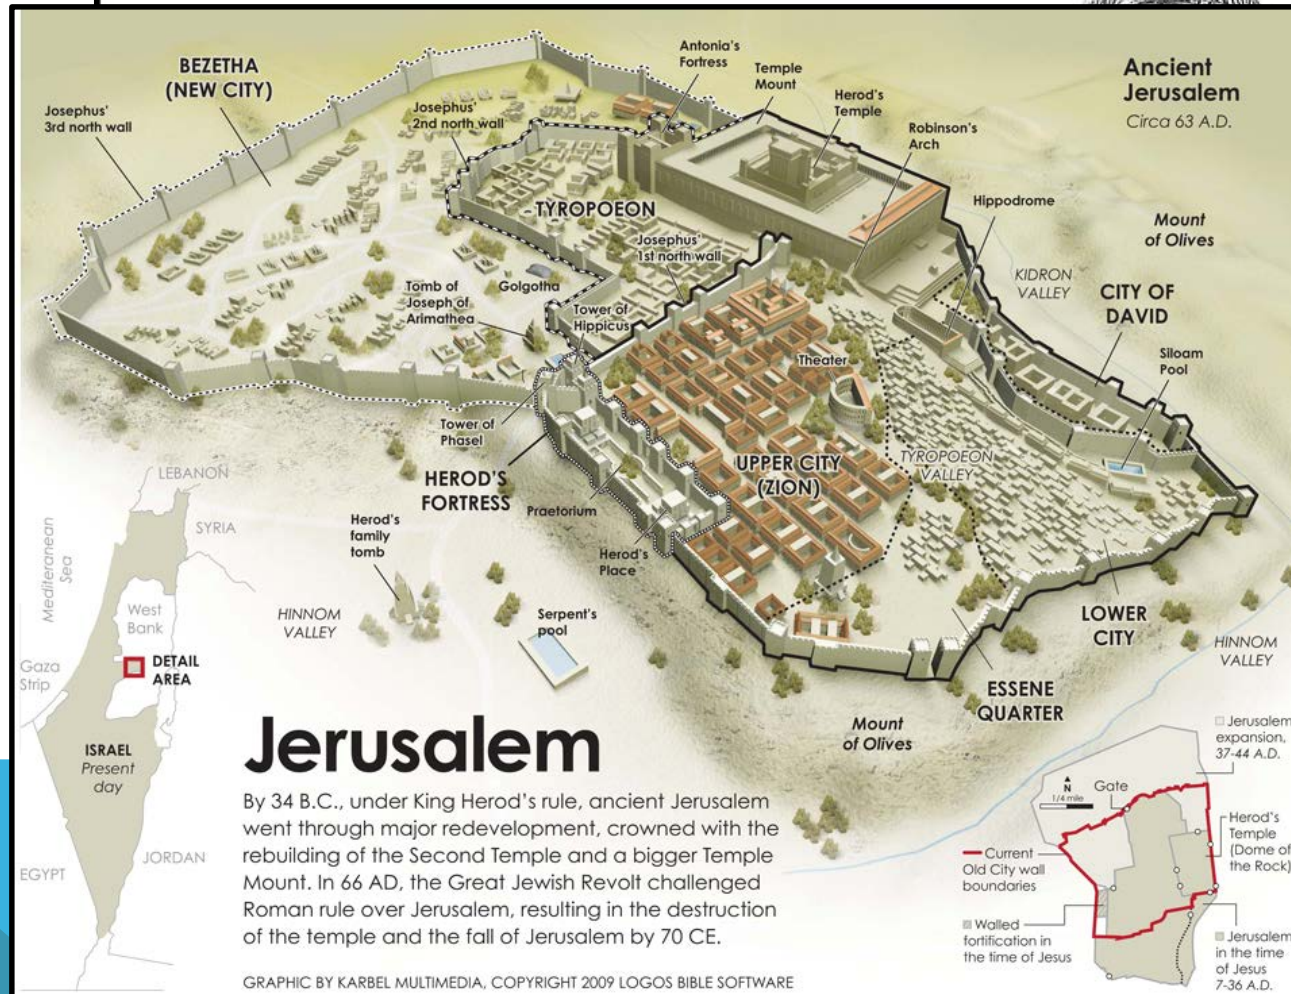 BEZETHA
(NEW CITY)
Josephus'
3rd north wall
Josephus'
2nd north wall
Antonia's
Fortress
Temple
Mount
Herod's
Temple
Robinson's
Arch
Ancient
Jerusalem
Circa 63 A.D.
Hippodrome
Mount
of Olives
KIDRON
VALLEY
CITY OF
DAVID
Siloam
Pool
TYROPOEON
Josephus'
1st north wall
Golgotha
Tomb of
Joseph of
Arimathea
Tower of
Hippicus
Theater
Tower of
Phasel
HEROD'S
FORTRESS
UPPER CITY
(ZION)
TYROPOEON
VALLEY
Praetorium
Herod's
Place
Herod's
family
tomb
HINNOM
VALLEY
Serpent's
pool
LOWER
CITY
HINNOM
VALLEY
ESSENE
QUARTER
Mount
of Olives
LEBANON
SYRIA
Mediteranean
Sea
West
Bank
Gaza
Strip
DETAIL
AREA
ISRAEL
Present
day
JORDAN
EGYPT
Jerusalem
By 34 B.C., under King Herod's rule, ancient Jerusalem
went through major redevelopment, crowned with the
rebuilding of the Second Temple and a bigger Temple
Mount. In 66 AD, the Great Jewish Revolt challenged
Roman rule over Jerusalem, resulting in the destruction
of the temple and the fall of Jerusalem by 70 CE.
GRAPHIC BY KARBEL MULTIMEDIA, COPYRIGHT 2009 LOGOS BIBLE SOFTWARE
Jerusalem
expansion,
37-44 A.D.
N
1/4 mile
Gate
Herod's
Temple
(Dome of
the Rock)
Current
Old City wall
boundaries
Walled
fortification in
the time of Jesus
Jerusalem
in the time
of Jesus
7-36 A.D.